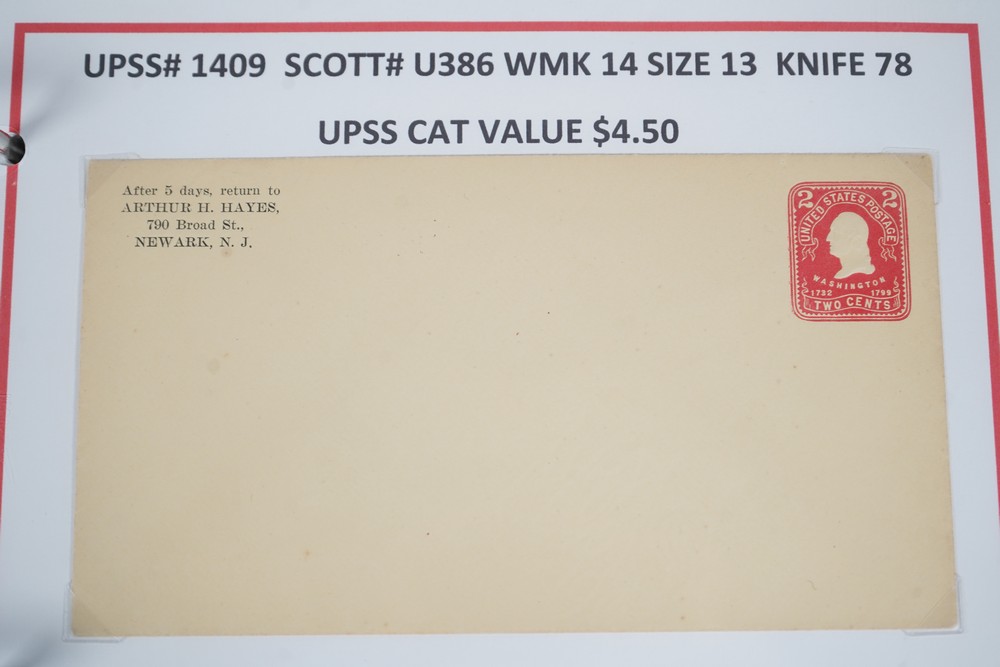 UPSS# 1409 SCOTT# U386 WMK 14 SIZE 13 KNIFE 78
UPSS CAT VALUE $4.50
After 5 days, return to
ARTHUR H. HAYES,
790 Broad St.,
NEWARK, N. J.
2 2
UNITED STATES POSTAGE
WASHINGTON
1732 1799
TWO CENTS